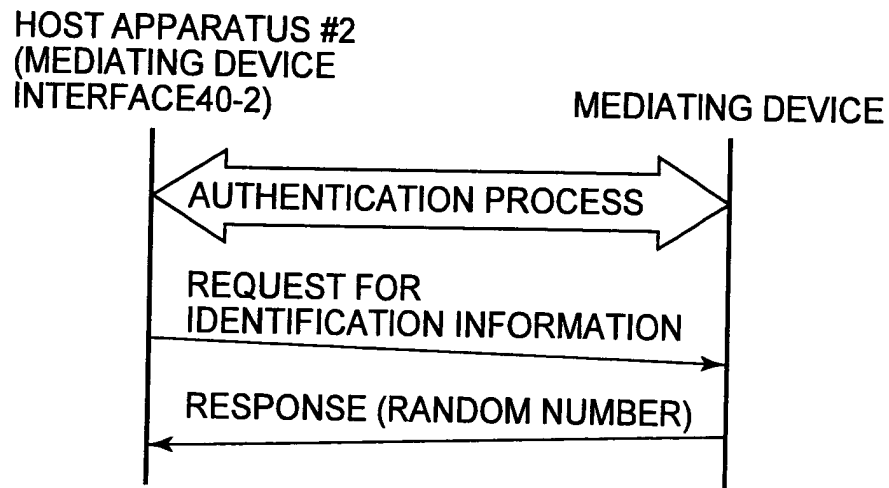 HOST APPARATUS #2
(MEDIATING DEVICE
INTERFACE40-2)
MEDIATING DEVICE
AUTHENTICATION PROCESS
REQUEST FOR
IDENTIFICATION INFORMATION
RESPONSE (RANDOM NUMBER)